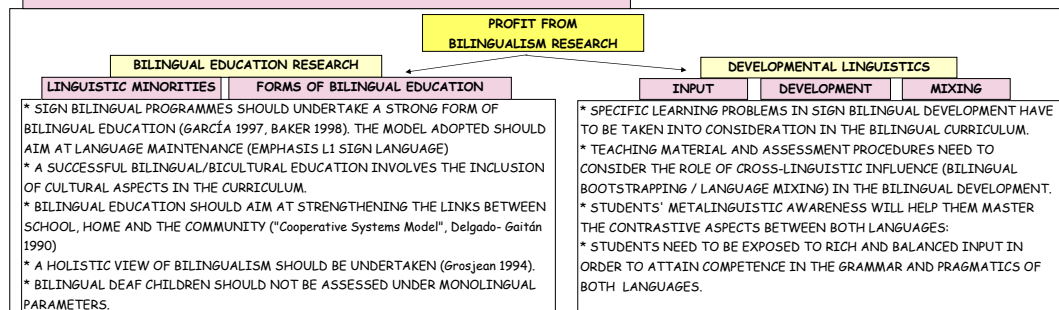 PROFIT FROM
BILINGUALISM RESEARCH
BILINGUAL EDUCATION RESEARCH
LINGUISTIC MINORITIES
FORMS OF BILINGUAL EDUCATION
* SIGN BILINGUAL PROGRAMMES SHOULD UNDERTAKE A STRONG FORM OF
BILINGUAL EDUCATION (GARCÍA 1997, BAKER 1998). THE MODEL ADOPTED SHOULD
AIM AT LANGUAGE MAINTENANCE (EMPHASIS L1 SIGN LANGUAGE)
* A SUCCESSFUL BILINGUAL/BICULTURAL EDUCATION INVOLVES THE INCLUSION
OF CULTURAL ASPECTS IN THE CURRICULUM.
* BILINGUAL EDUCATION SHOULD AIM AT STRENGTHENING THE LINKS BETWEEN
SCHOOL, HOME AND THE COMMUNITY ("Cooperative Systems Model", Delgado- Gaitán
1990)
* A HOLISTIC VIEW OF BILINGUALISM SHOULD BE UNDERTAKEN (Grosjean 1994).
* BILINGUAL DEAF CHILDREN SHOULD NOT BE ASSESSED UNDER MONOLINGUAL
PARAMETERS.
DEVELOPMENTAL LINGUISTICS
INPUT
DEVELOPMENT
MIXING
* SPECIFIC LEARNING PROBLEMS IN SIGN BILINGUAL DEVELOPMENT HAVE
TO BE TAKEN INTO CONSIDERATION IN THE BILINGUAL CURRICULUM.
* TEACHING MATERIAL AND ASSESSMENT PROCEDURES NEED TO
CONSIDER THE ROLE OF CROSS-LINGUISTIC INFLUENCE (BILINGUAL
BOOTSTRAPPING / LANGUAGE MIXING) IN THE BILINGUAL DEVELOPMENT.
* STUDENTS' METALINGUISTIC AWARENESS WILL HELP THEM MASTER
THE CONTRASTIVE ASPECTS BETWEEN BOTH LANGUAGES:
* STUDENTS NEED TO BE EXPOSED TO RICH AND BALANCED INPUT IN
ORDER TO ATTAIN COMPETENCE IN THE GRAMMAR AND PRAGMATICS OF
BOTH LANGUAGES.